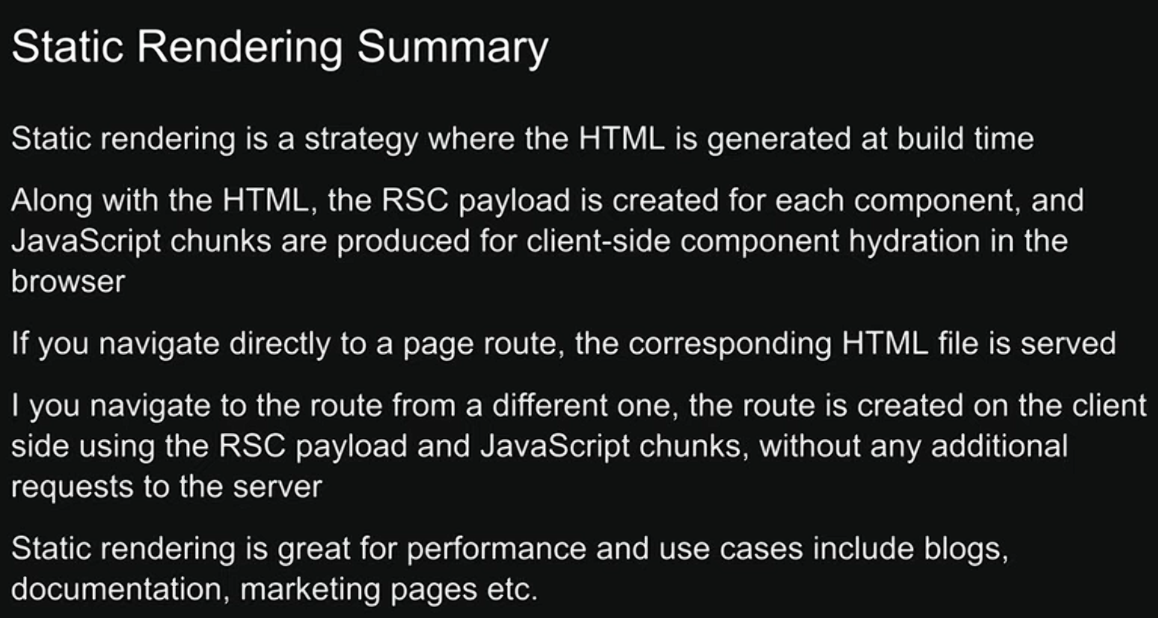 Static Rendering Summary
Static rendering is a strategy where the HTML is generated at build time
Along with the HTML, the RSC payload is created for each component, and
JavaScript chunks are produced for client-side component hydration in the
browser
If you navigate directly to a page route, the corresponding HTML file is served
I you navigate to the route from a different one, the route is created on the client
side using the RSC payload and JavaScript chunks, without any additional
requests to the server
Static rendering is great for performance and use cases include blogs,
documentation, marketing pages etc.